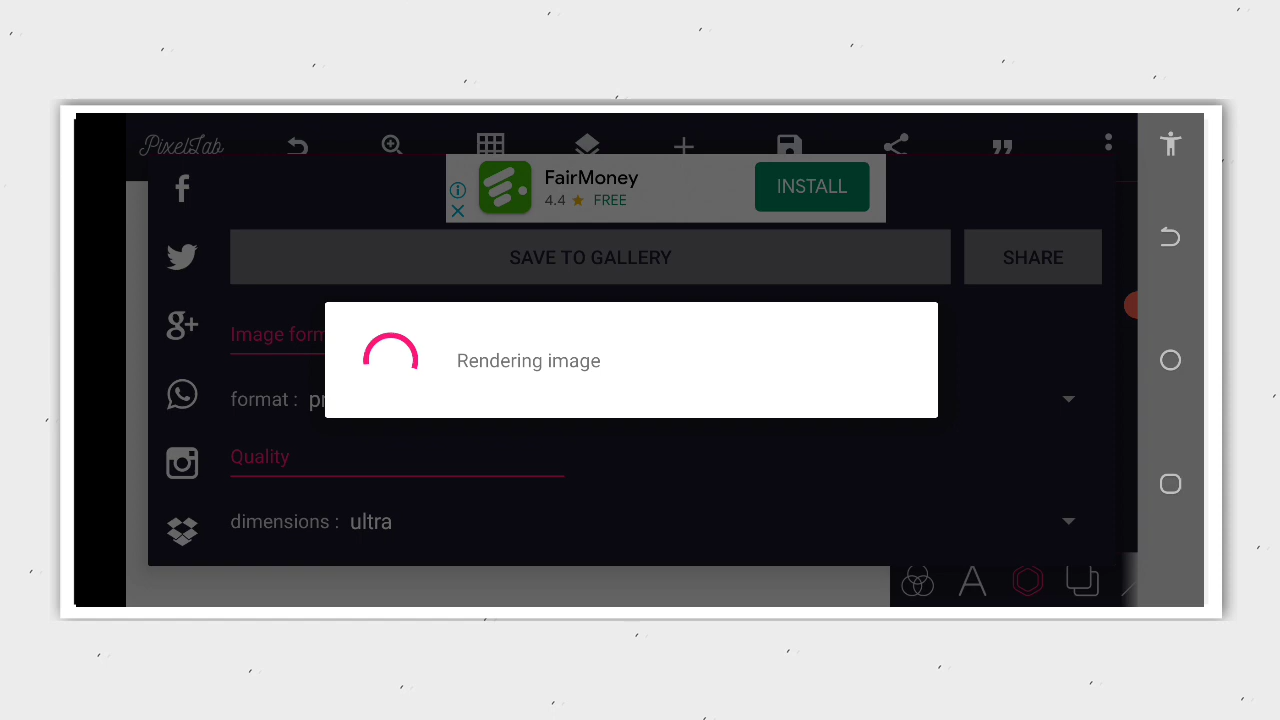 PixelLab
FairMoney
4.4 FREE
INSTALL
SAVE TO GALLERY
SHARE
Image form
Rendering image
format : pr
Quality
dimensions : ultra